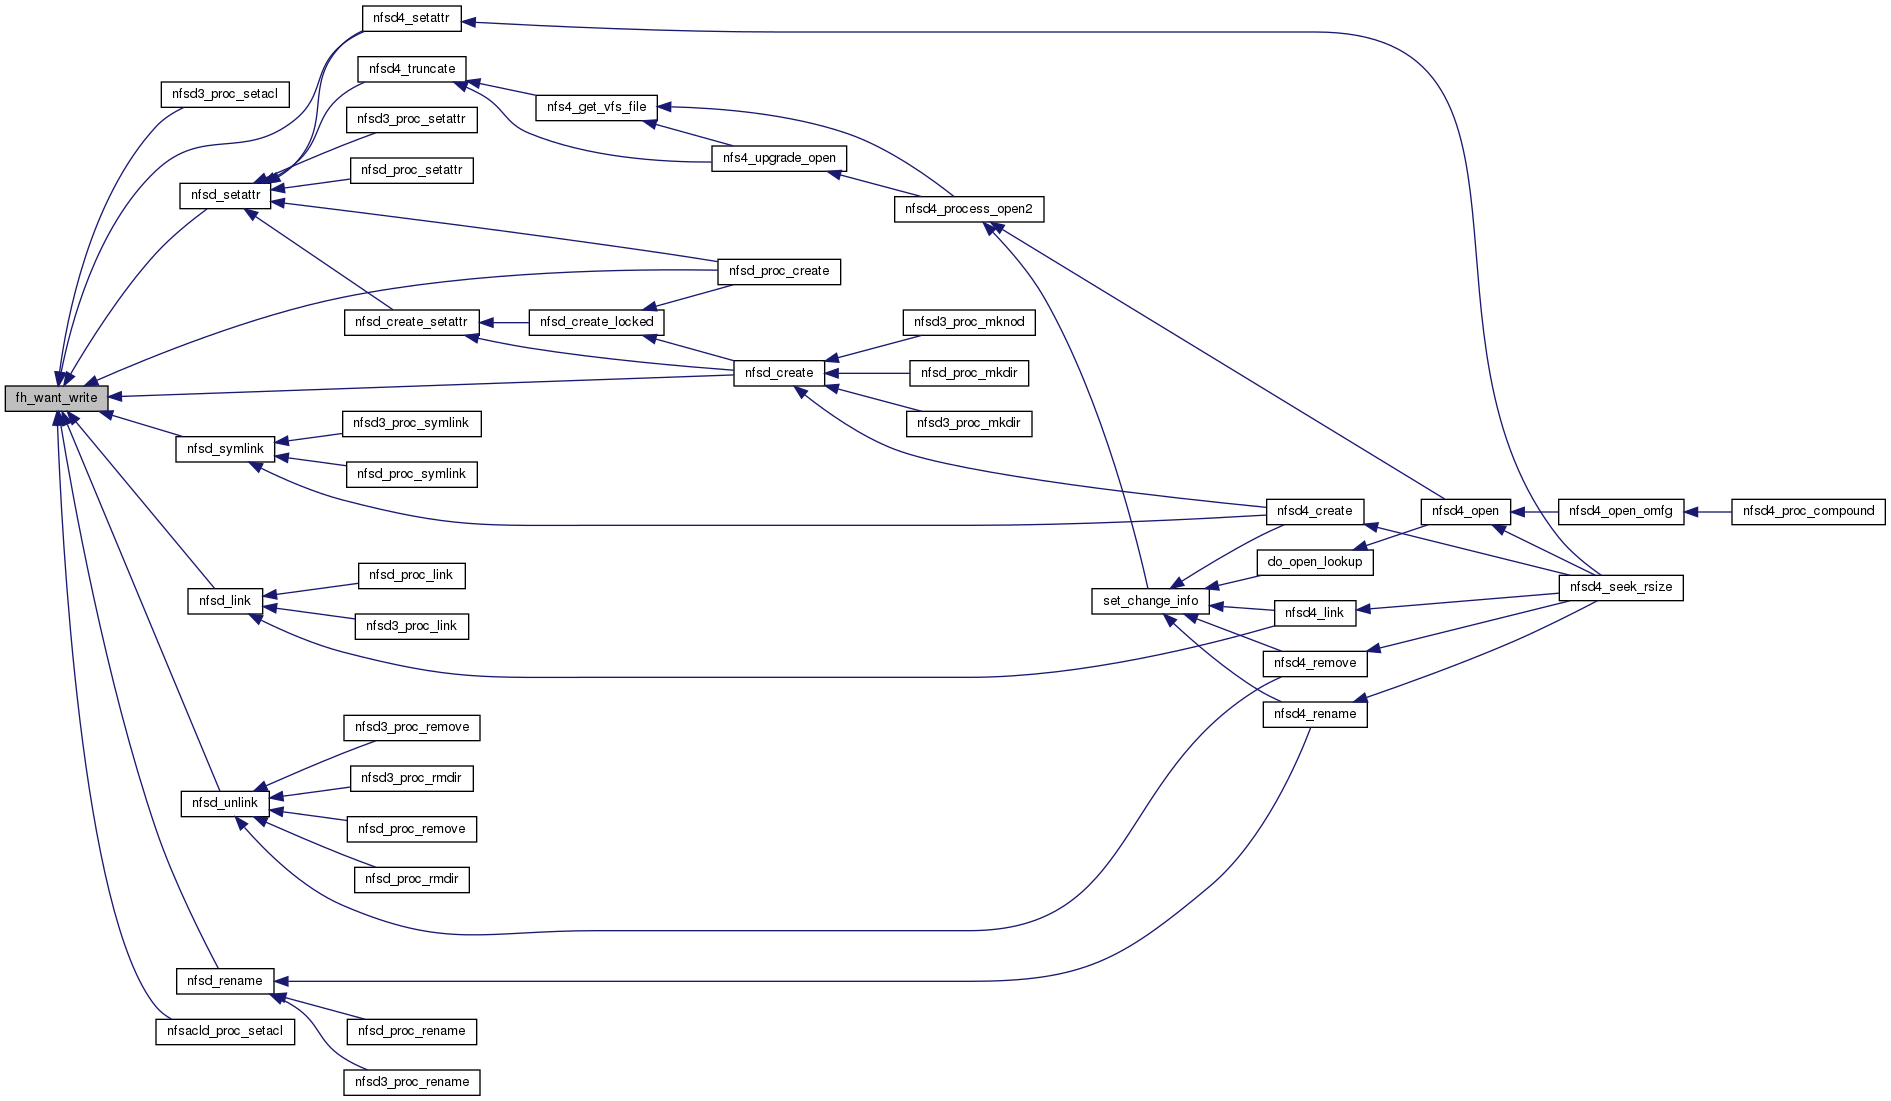 nfsd4_setattr
nfsd4_truncate
nfsd3_proc_setacl
nfs4_get_vfs_file
nfsd3_proc_setattr
nfs4_upgrade_open
nfsd_proc_setattr
nfsd_setattr
nfsd4_process_open2
nfsd_proc_create
nfsd_create_setattr
nfsd_create_locked
nfsd3_proc_mknod
nfsd_create
nfsd_proc_mkdir
fh_want_write
nfsd3_proc_symlink
nfsd3_proc_mkdir
nfsd_symlink
nfsd_proc_symlink
nfsd4_create
nfsd4_open
nfsd4_open_omfg
nfsd4_proc_compound
do_open_lookup
nfsd_proc_link
nfsd4_seek_rsize
nfsd_link
set_change_info
nfsd4_link
nfsd3_proc_link
nfsd4_remove
nfsd4_rename
nfsd3_proc_remove
nfsd3_proc_rmdir
nfsd_unlink
nfsd_proc_remove
nfsd_proc_rmdir
nfsd_rename
nfsacld_proc_setacl
nfsd_proc_rename
nfsd3_proc_rename